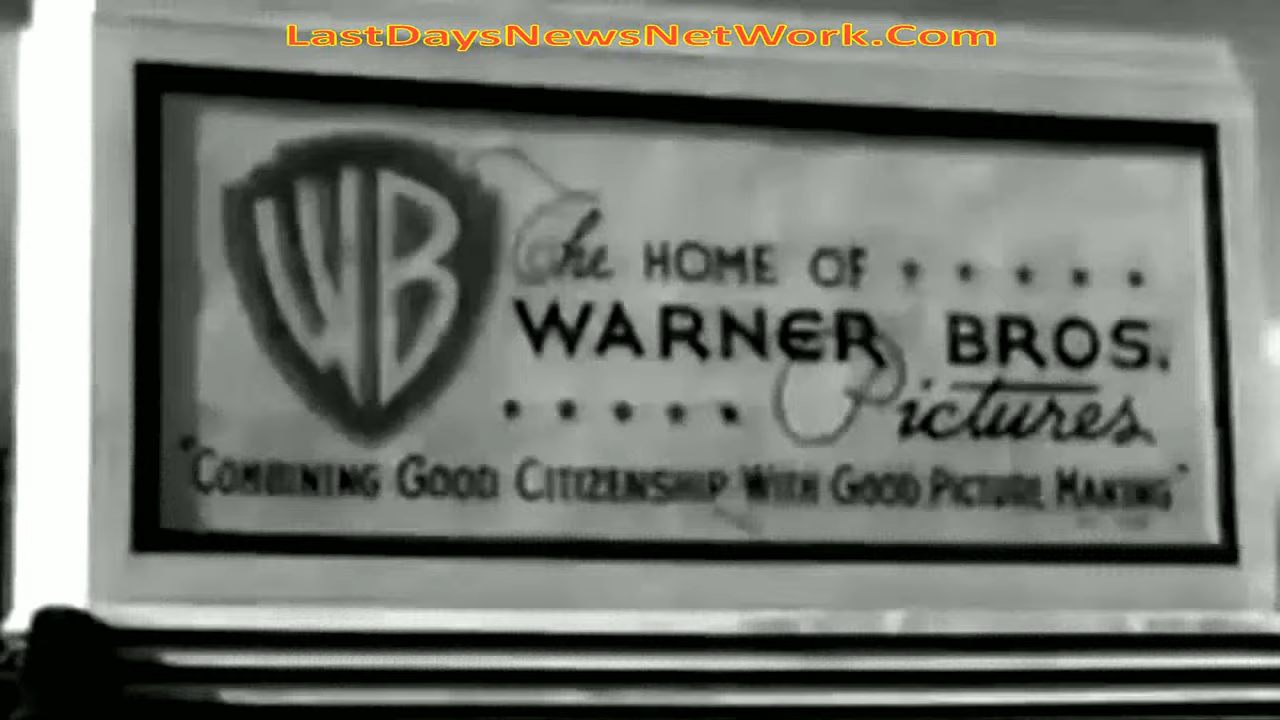 LastDaysNewsNetWork.Com
WB
The HOME OF . . . . .
WARNER BROS.
. . . . . Pictures
"COMBINING GOOD CITIZENSHIP WITH GOOD PICTURE MAKING"